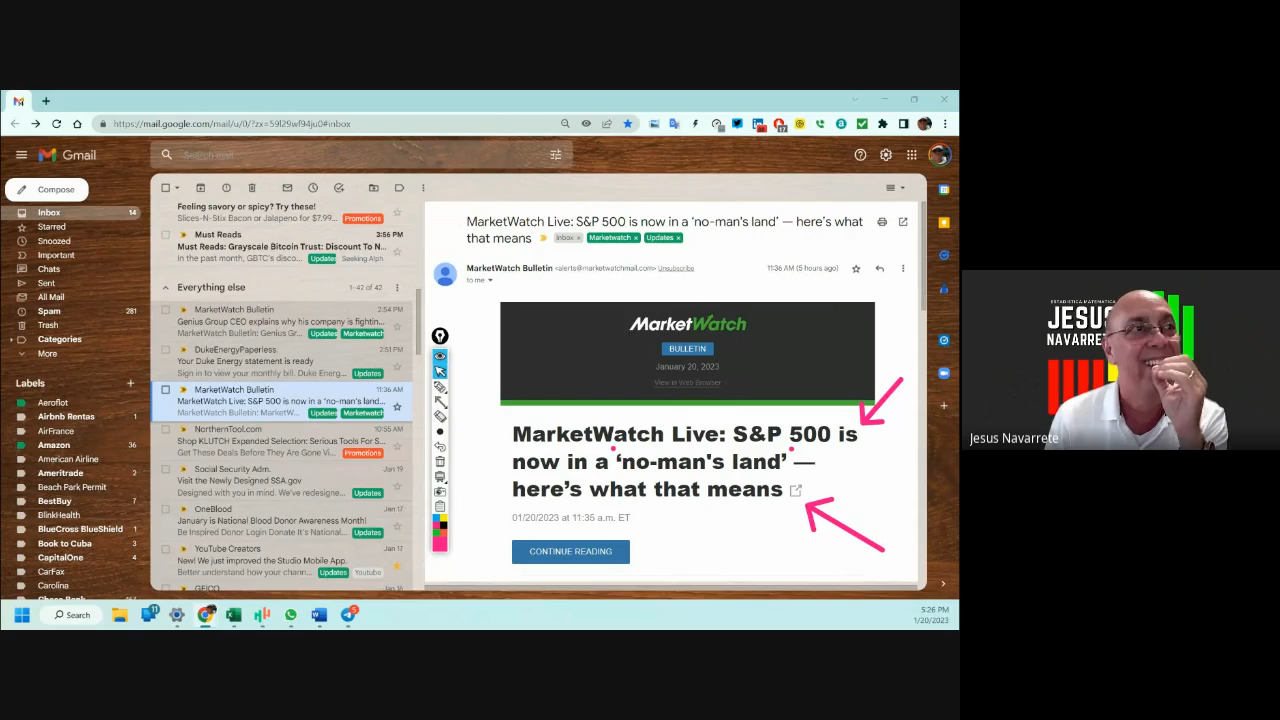 https://mail.google.com/mail/u/0/?zx=59l29wf94ju0#inbox
Gmail
Search mail
Compose
Inbox 14
Starred
Snoozed
Important
Chats
Sent
All Mail
Spam 281
Trash
Categories
More
Labels
Aeroflot
Airbnb Rentas 1
AirFrance
Amazon 36
American Airline
Ameritrade 2
Beach Park Permit
BestBuy 7
BlinkHealth
BlueCross BlueShield
Book to Cuba 3
CapitalOne 4
CarFax
Carolina
Feeling savory or spicy? Try these!
Slices-N-Stix Bacon or Jalapeno for $7.99... Promotions
Must Reads 3:56 PM
Must Reads: Grayscale Bitcoin Trust: Discount To N...
In the past month, GBTC's disco... Updates Seeking Alph
Everything else 1–42 of 42
MarketWatch Bulletin 2:54 PM
Genius Group CEO explains why his company is fightin...
MarketWatch Bulletin: Genius Gr... Updates Marketwatch
DukeEnergyPaperless. 2:51 PM
Your Duke Energy statement is ready
Sign in to view your monthly bill. Duke Ener... Updates
MarketWatch Bulletin 11:36 AM
MarketWatch Live: S&P 500 is now in a 'no-man's land...
MarketWatch Bulletin: MarketW... Updates Marketwatch
NorthernTool.com 10:55 AM
Shop KLUTCH Expanded Selection: Serious Tools For S...
Get These Deals Before They Are Gone Vi... Promotions
Social Security Adm. Jan 19
Visit the Newly Designed SSA.gov
Designed with you in mind. We've redesigne... Updates
OneBlood Jan 17
January is National Blood Donor Awareness Month!
Be Inspired Donor Login Donate It's National... Updates
YouTube Creators Jan 17
New! We just improved the Studio Mobile App.
Better understand how your chann... Updates Youtube
GEICO Jan 16
MarketWatch Live: S&P 500 is now in a 'no-man's land' — here's what
that means Inbox × Marketwatch × Updates ×
MarketWatch Bulletin <alerts@marketwatchmail.com> Unsubscribe 11:36 AM (5 hours ago)
to me
MarketWatch
BULLETIN
January 20, 2023
View in Web Browser
MarketWatch Live: S&P 500 is
now in a 'no-man's land' —
here's what that means
01/20/2023 at 11:35 a.m. ET
CONTINUE READING
Search
5:26 PM
1/20/2023
ESTADISTICA MATEMATICA
JESUS
NAVARRETE
Jesus Navarrete